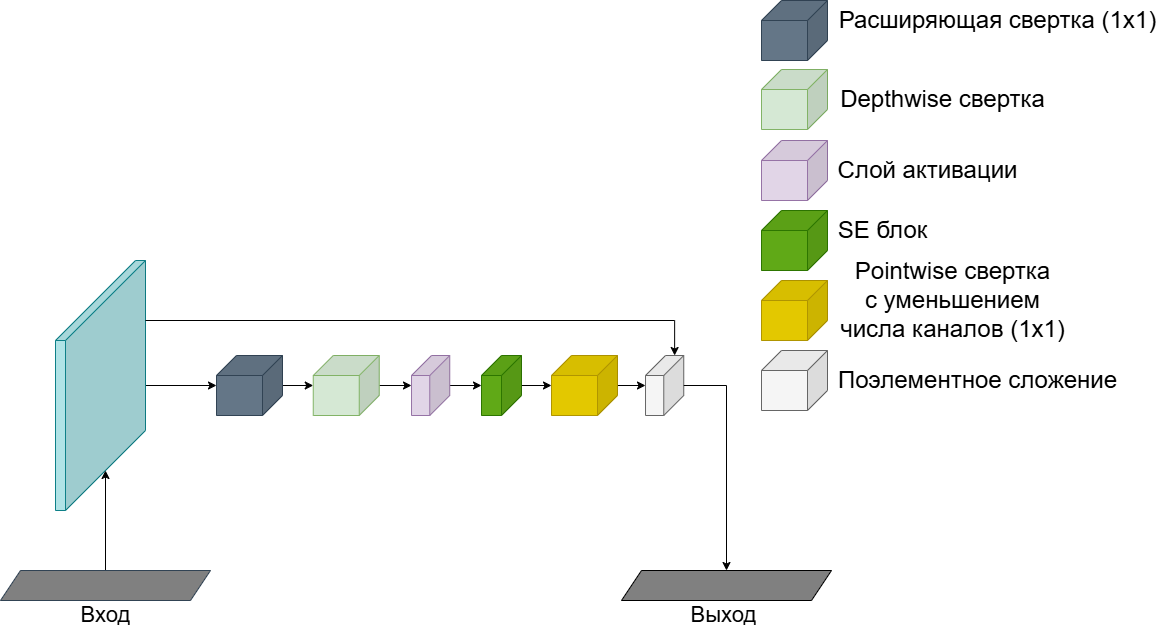 Расширяющая свертка (1x1)
Depthwise свертка
Слой активации
SE блок
Pointwise свертка
с уменьшением
числа каналов (1x1)
Поэлементное сложение
Вход
Выход